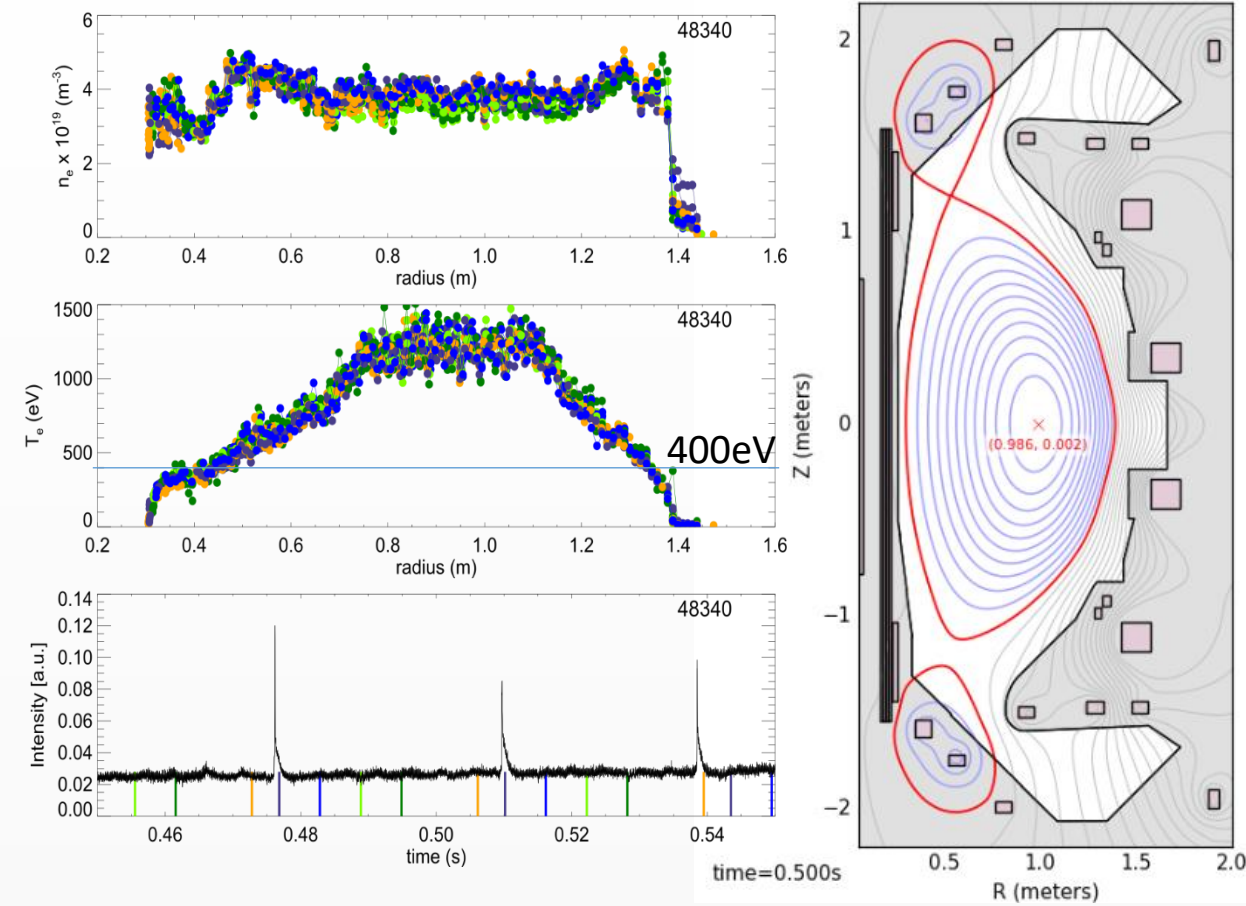 6
4
2
0
nₑ x 10¹⁹ (m⁻³)
48340
0.2 0.4 0.6 0.8 1.0 1.2 1.4 1.6
radius (m)
1500
1000
500
0
Tₑ (eV)
48340
400eV
0.2 0.4 0.6 0.8 1.0 1.2 1.4 1.6
radius (m)
0.14
0.12
0.10
0.08
0.06
0.04
0.02
0.00
Intensity [a.u.]
48340
0.46 0.48 0.50 0.52 0.54
time (s)
2
1
0
−1
−2
Z (meters)
(0.986, 0.002)
0.5 1.0 1.5 2.0
R (meters)
time=0.500s